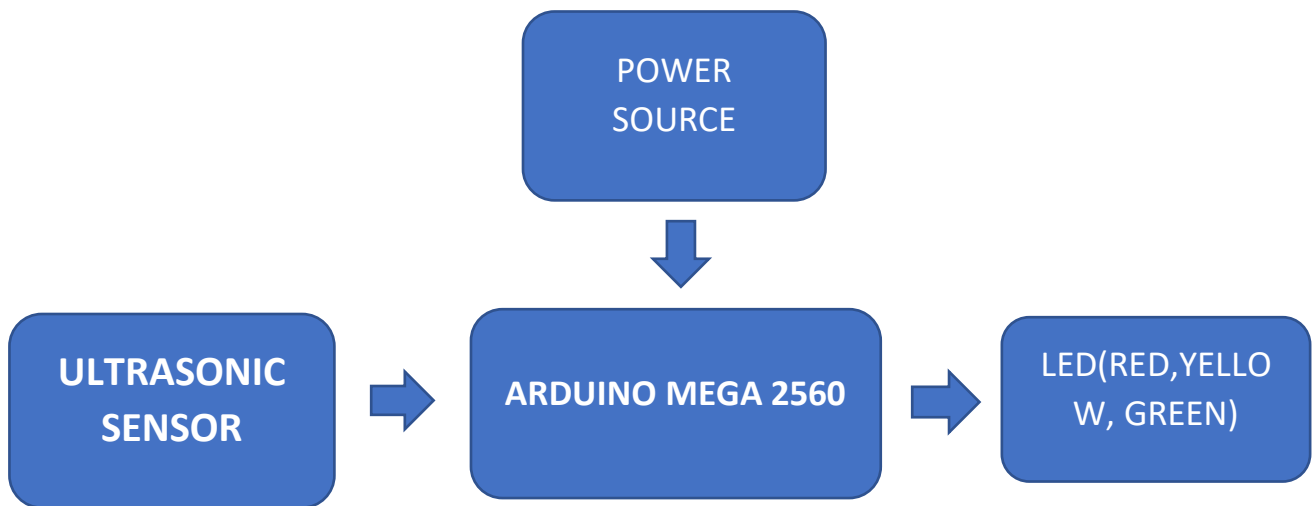 POWER
SOURCE
ULTRASONIC
SENSOR
ARDUINO MEGA 2560
LED(RED,YELLO
W, GREEN)